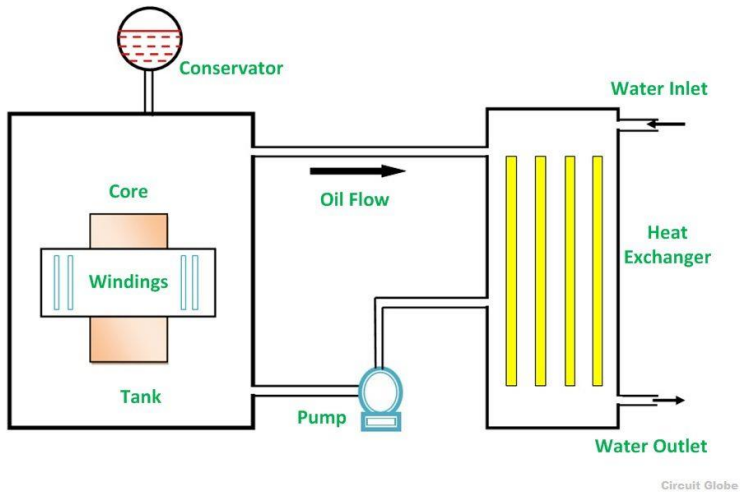 Conservator
Water Inlet
Core
Oil Flow
Heat
Exchanger
Windings
Tank
Pump
Water Outlet
Circuit Globe